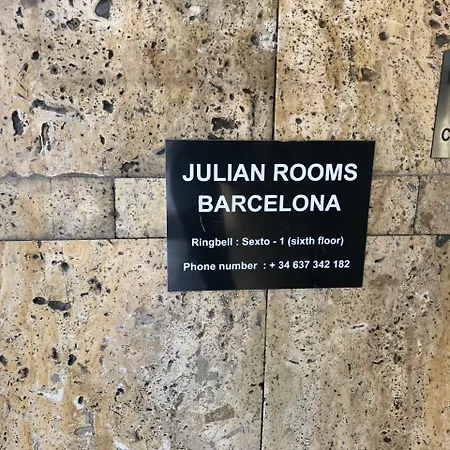 JULIAN ROOMS
BARCELONA
Ringbell : Sexto - 1 (sixth floor)
Phone number : + 34 637 342 182